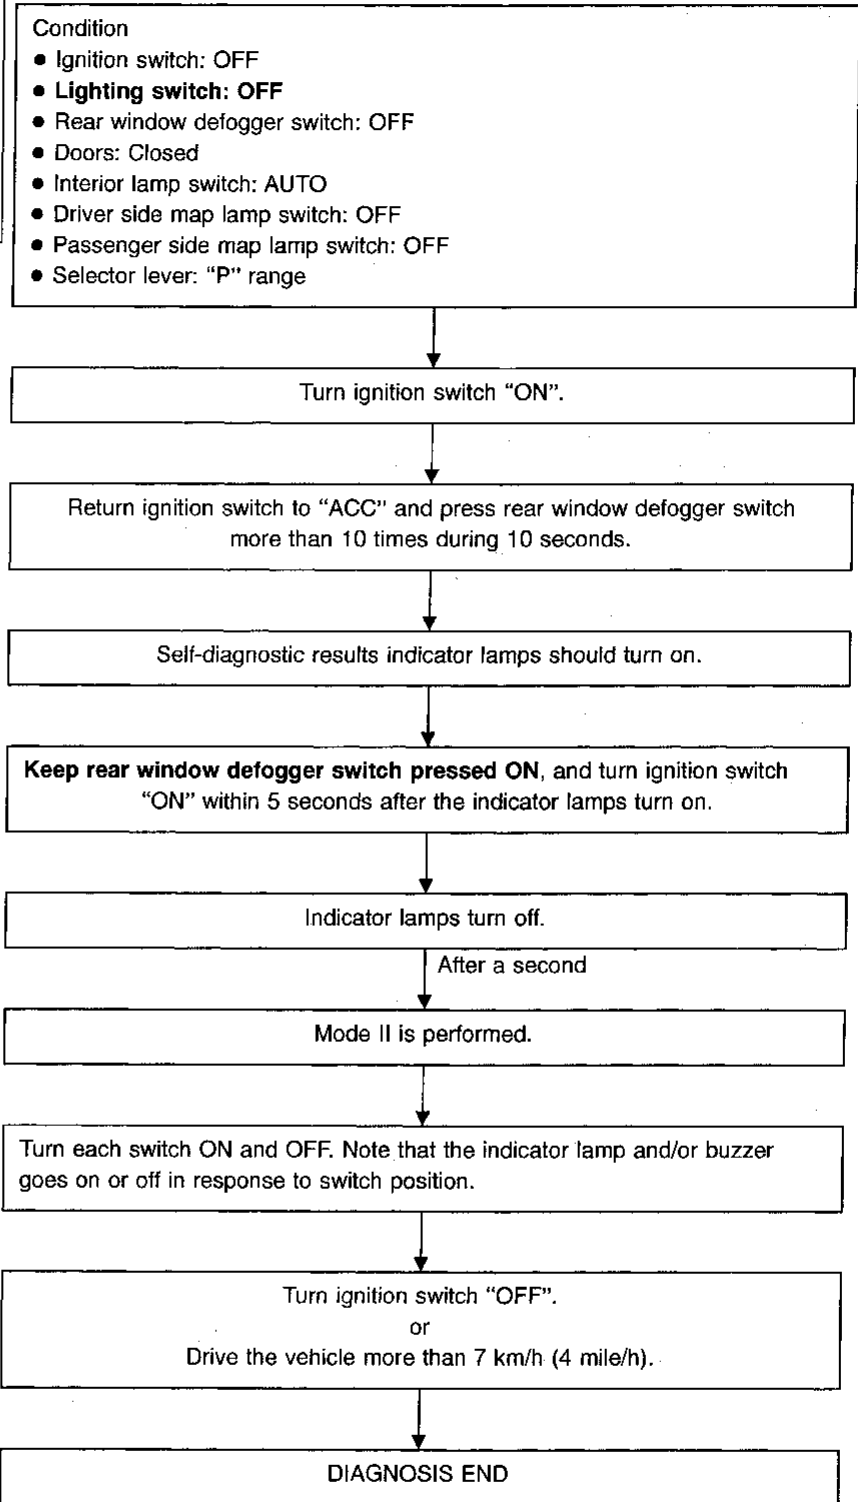 Condition
● Ignition switch: OFF
● Lighting switch: OFF
● Rear window defogger switch: OFF
● Doors: Closed
● Interior lamp switch: AUTO
● Driver side map lamp switch: OFF
● Passenger side map lamp switch: OFF
● Selector lever: “P” range
Turn ignition switch “ON”.
Return ignition switch to “ACC” and press rear window defogger switch
more than 10 times during 10 seconds.
Self-diagnostic results indicator lamps should turn on.
Keep rear window defogger switch pressed ON, and turn ignition switch
“ON” within 5 seconds after the indicator lamps turn on.
Indicator lamps turn off.
After a second
Mode II is performed.
Turn each switch ON and OFF. Note that the indicator lamp and/or buzzer
goes on or off in response to switch position.
Turn ignition switch “OFF”.
or
Drive the vehicle more than 7 km/h (4 mile/h).
DIAGNOSIS END